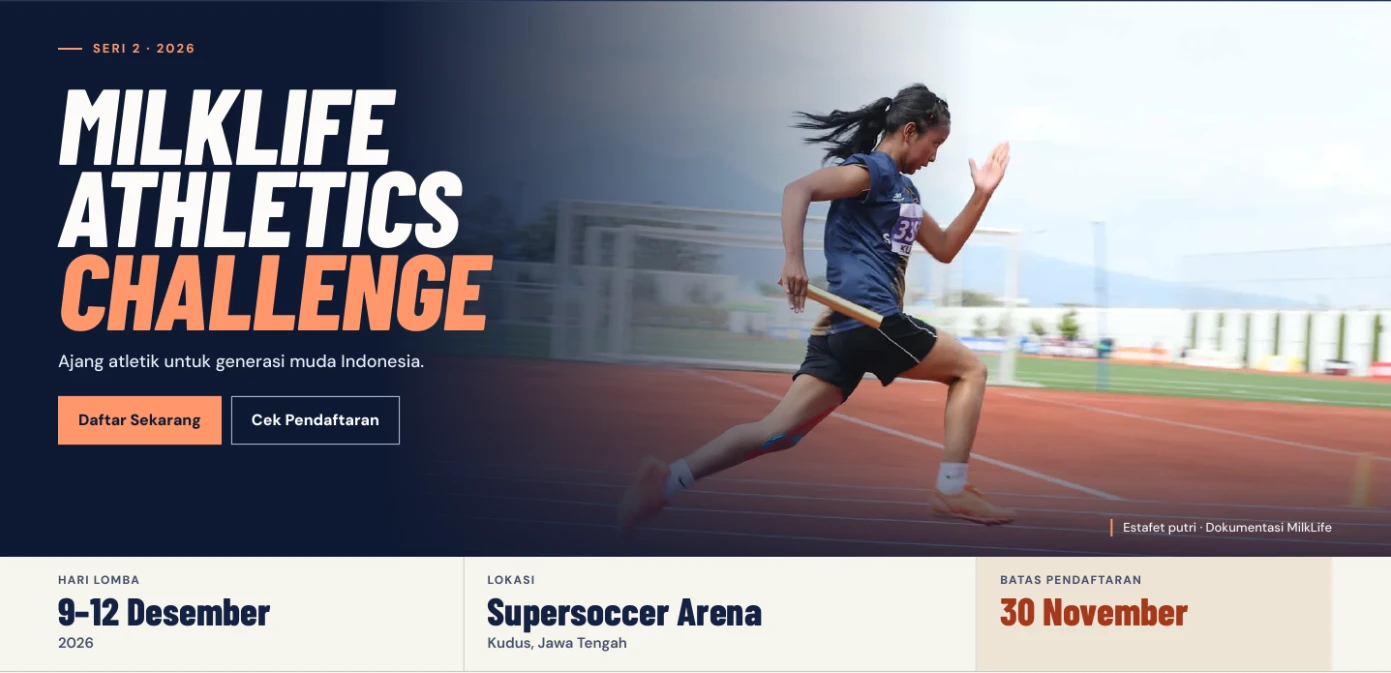 SERI 2 · 2026
MILKLIFE
ATHLETICS
CHALLENGE
Ajang atletik untuk generasi muda Indonesia.
Daftar Sekarang
Cek Pendaftaran
Estafet putri · Dokumentasi MilkLife
HARI LOMBA
9–12 Desember
2026
LOKASI
Supersoccer Arena
Kudus, Jawa Tengah
BATAS PENDAFTARAN
30 November